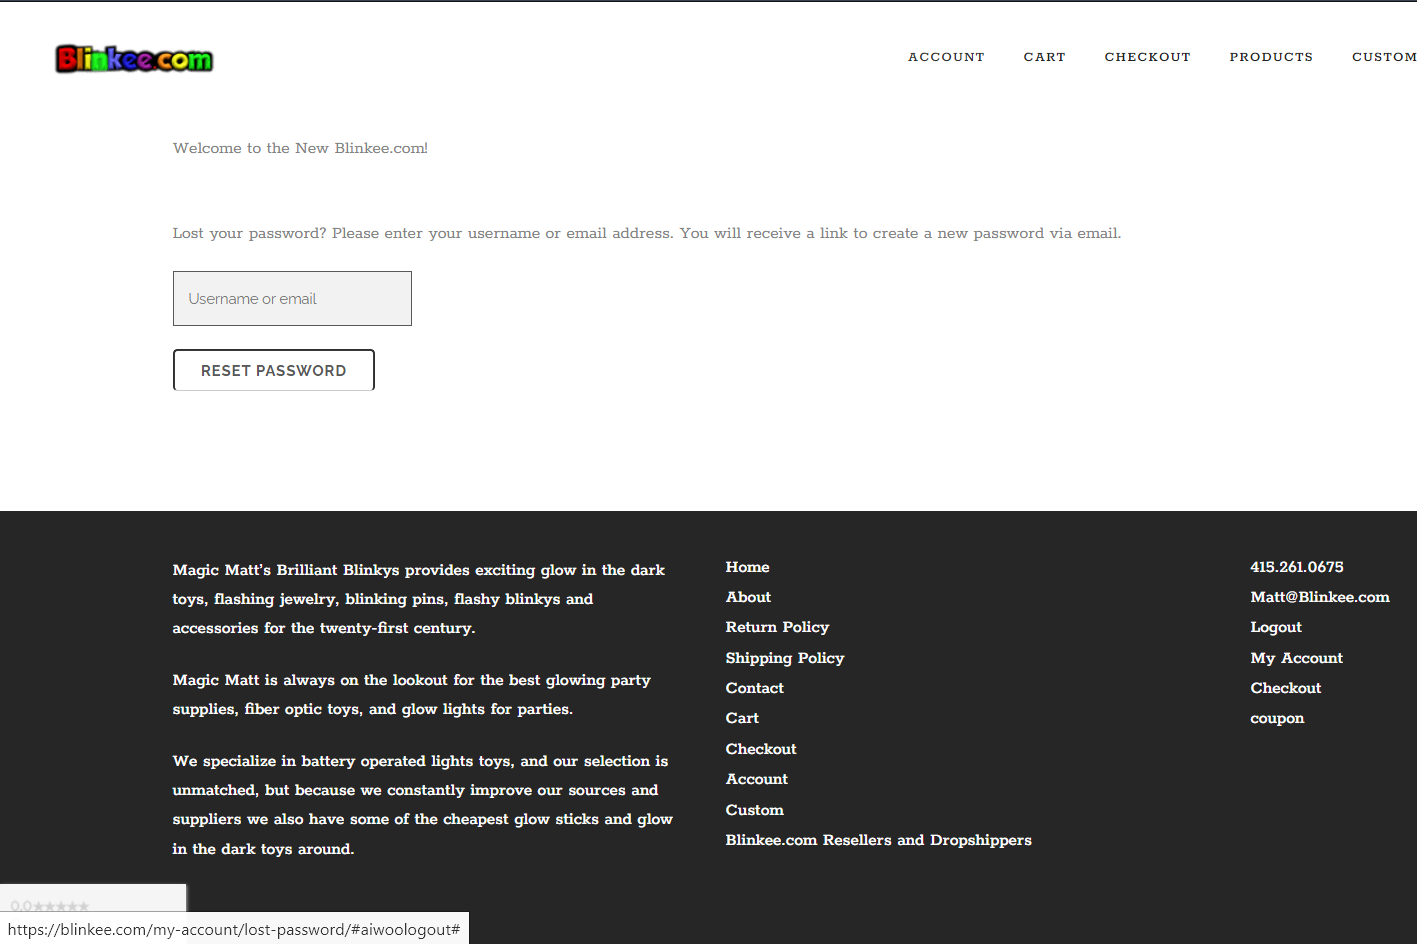 Blinkee.com
ACCOUNT CART CHECKOUT PRODUCTS CUSTOM
Welcome to the New Blinkee.com!
Lost your password? Please enter your username or email address. You will receive a link to create a new password via email.
Username or email
RESET PASSWORD
Magic Matt's Brilliant Blinkys provides exciting glow in the dark
toys, flashing jewelry, blinking pins, flashy blinkys and
accessories for the twenty-first century.
Magic Matt is always on the lookout for the best glowing party
supplies, fiber optic toys, and glow lights for parties.
We specialize in battery operated lights toys, and our selection is
unmatched, but because we constantly improve our sources and
suppliers we also have some of the cheapest glow sticks and glow
in the dark toys around.
Home
About
Return Policy
Shipping Policy
Contact
Cart
Checkout
Account
Custom
Blinkee.com Resellers and Dropshippers
415.261.0675
Matt@Blinkee.com
Logout
My Account
Checkout
coupon
0.0★★★★★
https://blinkee.com/my-account/lost-password/#aiwoologout#